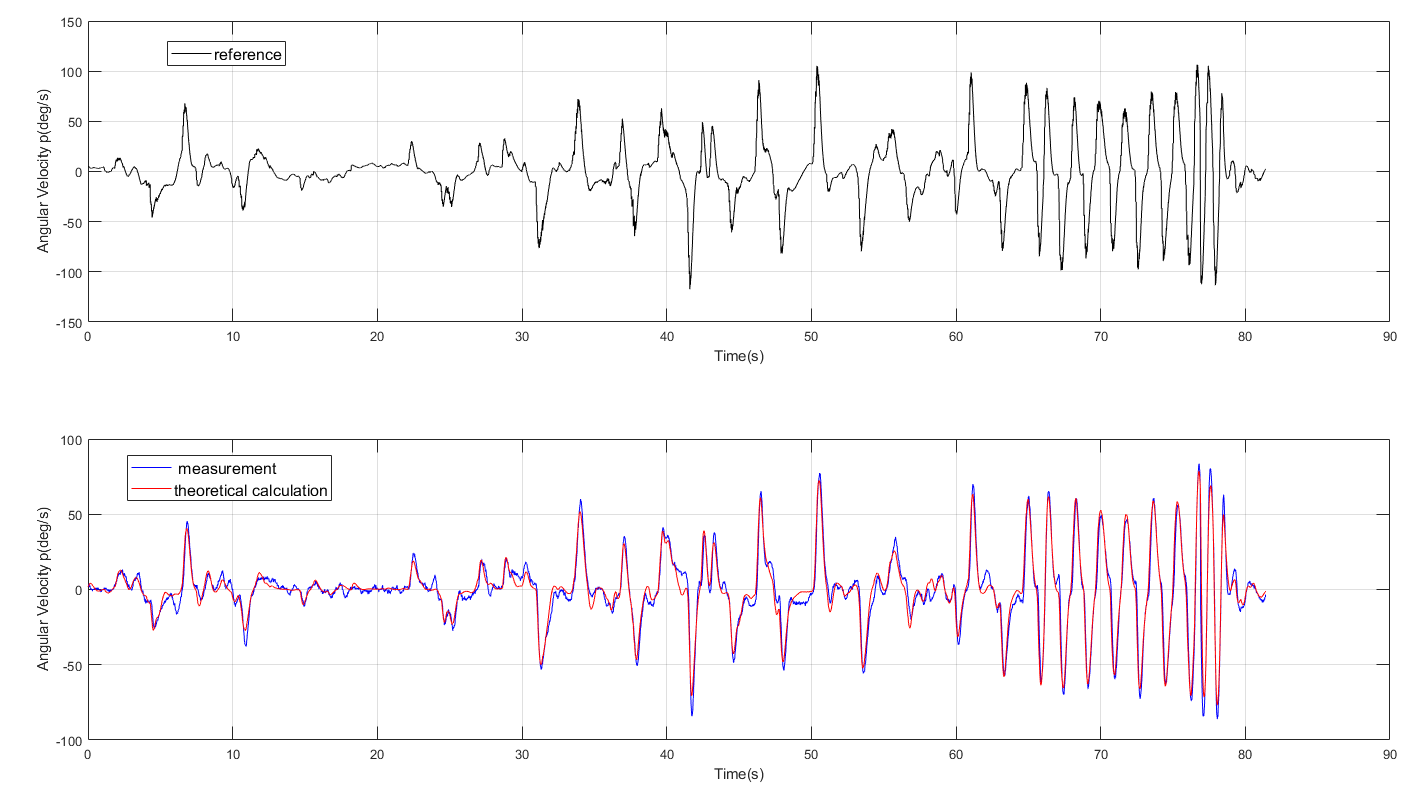 150
100
50
0
-50
-100
-150
Angular Velocity p(deg/s)
reference
0 10 20 30 40 50 60 70 80 90
Time(s)
100
50
0
-50
-100
Angular Velocity p(deg/s)
measurement
theoretical calculation
0 10 20 30 40 50 60 70 80 90
Time(s)